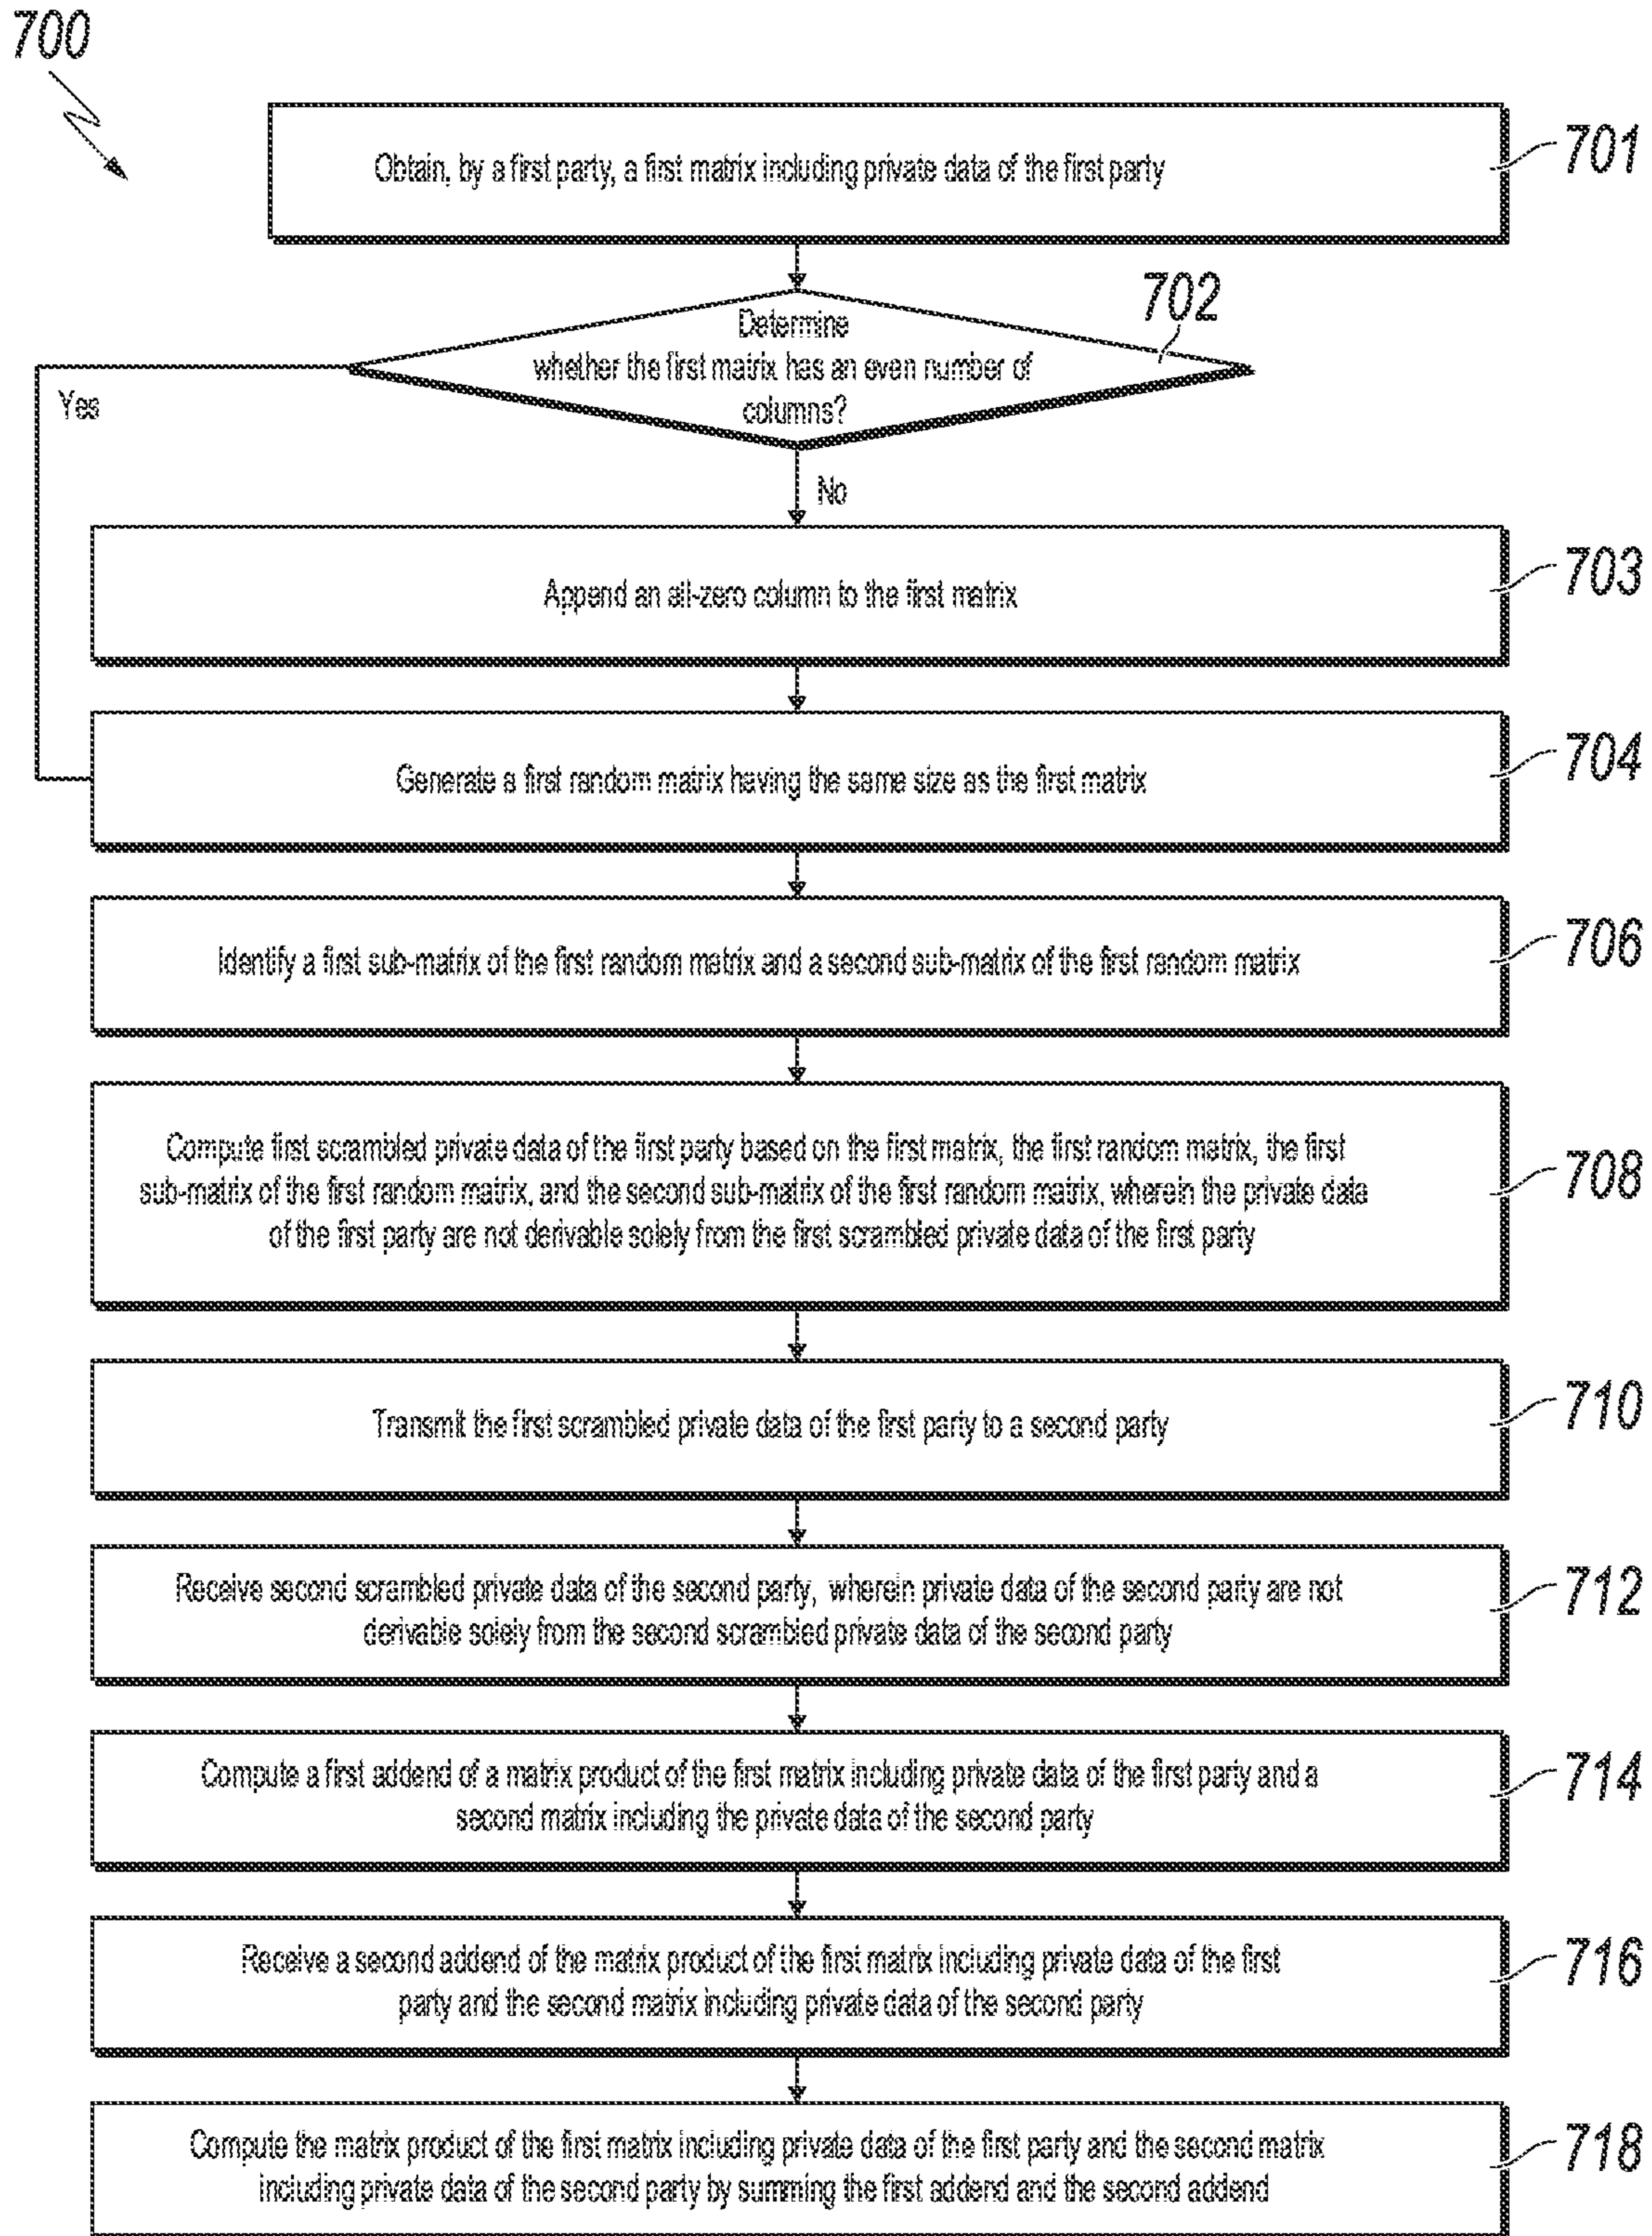 700
Obtain, by a first party, a first matrix including private data of the first party
701
702
Determine
whether the first matrix has an even number of
columns?
Yes
No
Append an all-zero column to the first matrix
703
Generate a first random matrix having the same size as the first matrix
704
Identify a first sub-matrix of the first random matrix and a second sub-matrix of the first random matrix
706
Compute first scrambled private data of the first party based on the first matrix, the first random matrix, the first
sub-matrix of the first random matrix, and the second sub-matrix of the first random matrix, wherein the private data
of the first party are not derivable solely from the first scrambled private data of the first party
708
Transmit the first scrambled private data of the first party to a second party
710
Receive second scrambled private data of the second party, wherein private data of the second party are not
derivable solely from the second scrambled private data of the second party
712
Compute a first addend of a matrix product of the first matrix including private data of the first party and a
second matrix including the private data of the second party
714
Receive a second addend of the matrix product of the first matrix including private data of the first
party and the second matrix including private data of the second party
716
Compute the matrix product of the first matrix including private data of the first party and the second matrix
including private data of the second party by summing the first addend and the second addend
718